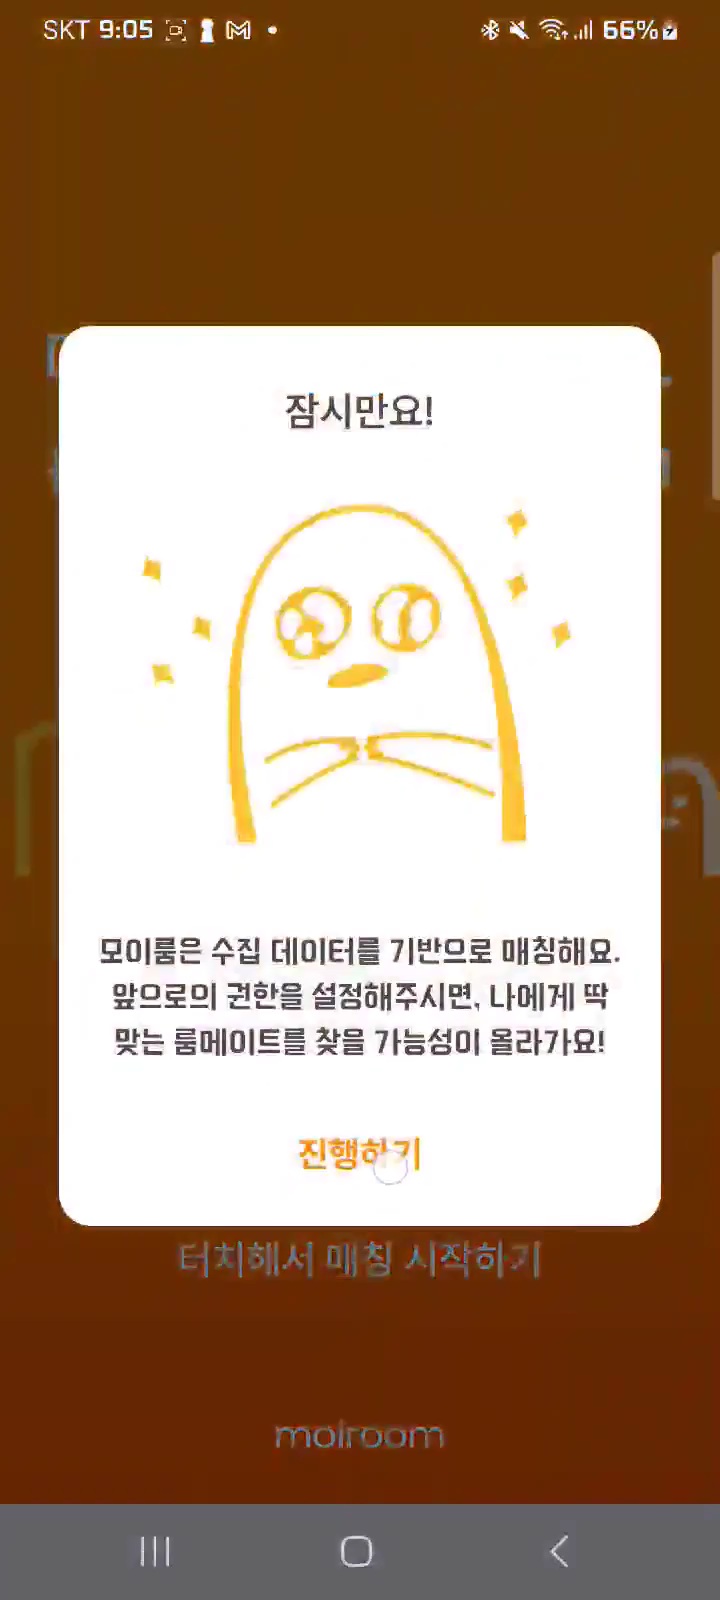 SKT 9:05
66%
잠시만요!
모이룸은 수집 데이터를 기반으로 매칭해요.
앞으로의 권한을 설정해주시면, 나에게 딱
맞는 룸메이트를 찾을 가능성이 올라가요!
진행하기
터치해서 매칭 시작하기
moiroom